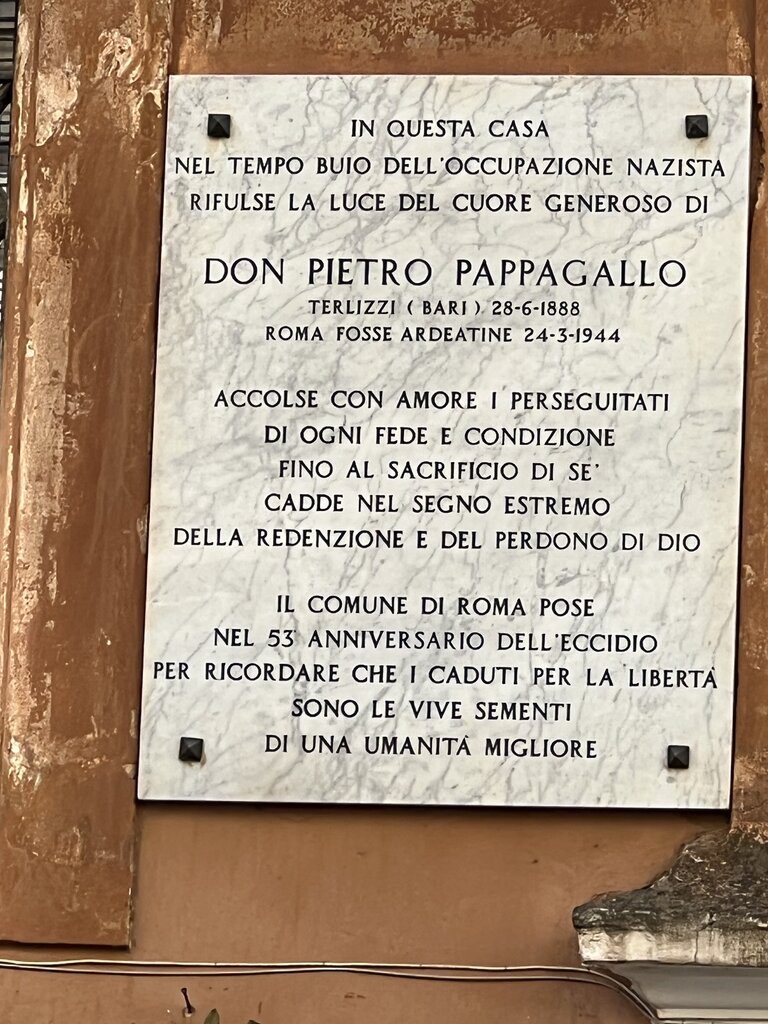 IN QUESTA CASA
NEL TEMPO BUIO DELL'OCCUPAZIONE NAZISTA
RIFULSE LA LUCE DEL CUORE GENEROSO DI
DON PIETRO PAPPAGALLO
TERLIZZI ( BARI ) 28-6-1888
ROMA FOSSE ARDEATINE 24-3-1944
ACCOLSE CON AMORE I PERSEGUITATI
DI OGNI FEDE E CONDIZIONE
FINO AL SACRIFICIO DI SE'
CADDE NEL SEGNO ESTREMO
DELLA REDENZIONE E DEL PERDONO DI DIO
IL COMUNE DI ROMA POSE
NEL 53° ANNIVERSARIO DELL'ECCIDIO
PER RICORDARE CHE I CADUTI PER LA LIBERTÀ
SONO LE VIVE SEMENTI
DI UNA UMANITÀ MIGLIORE